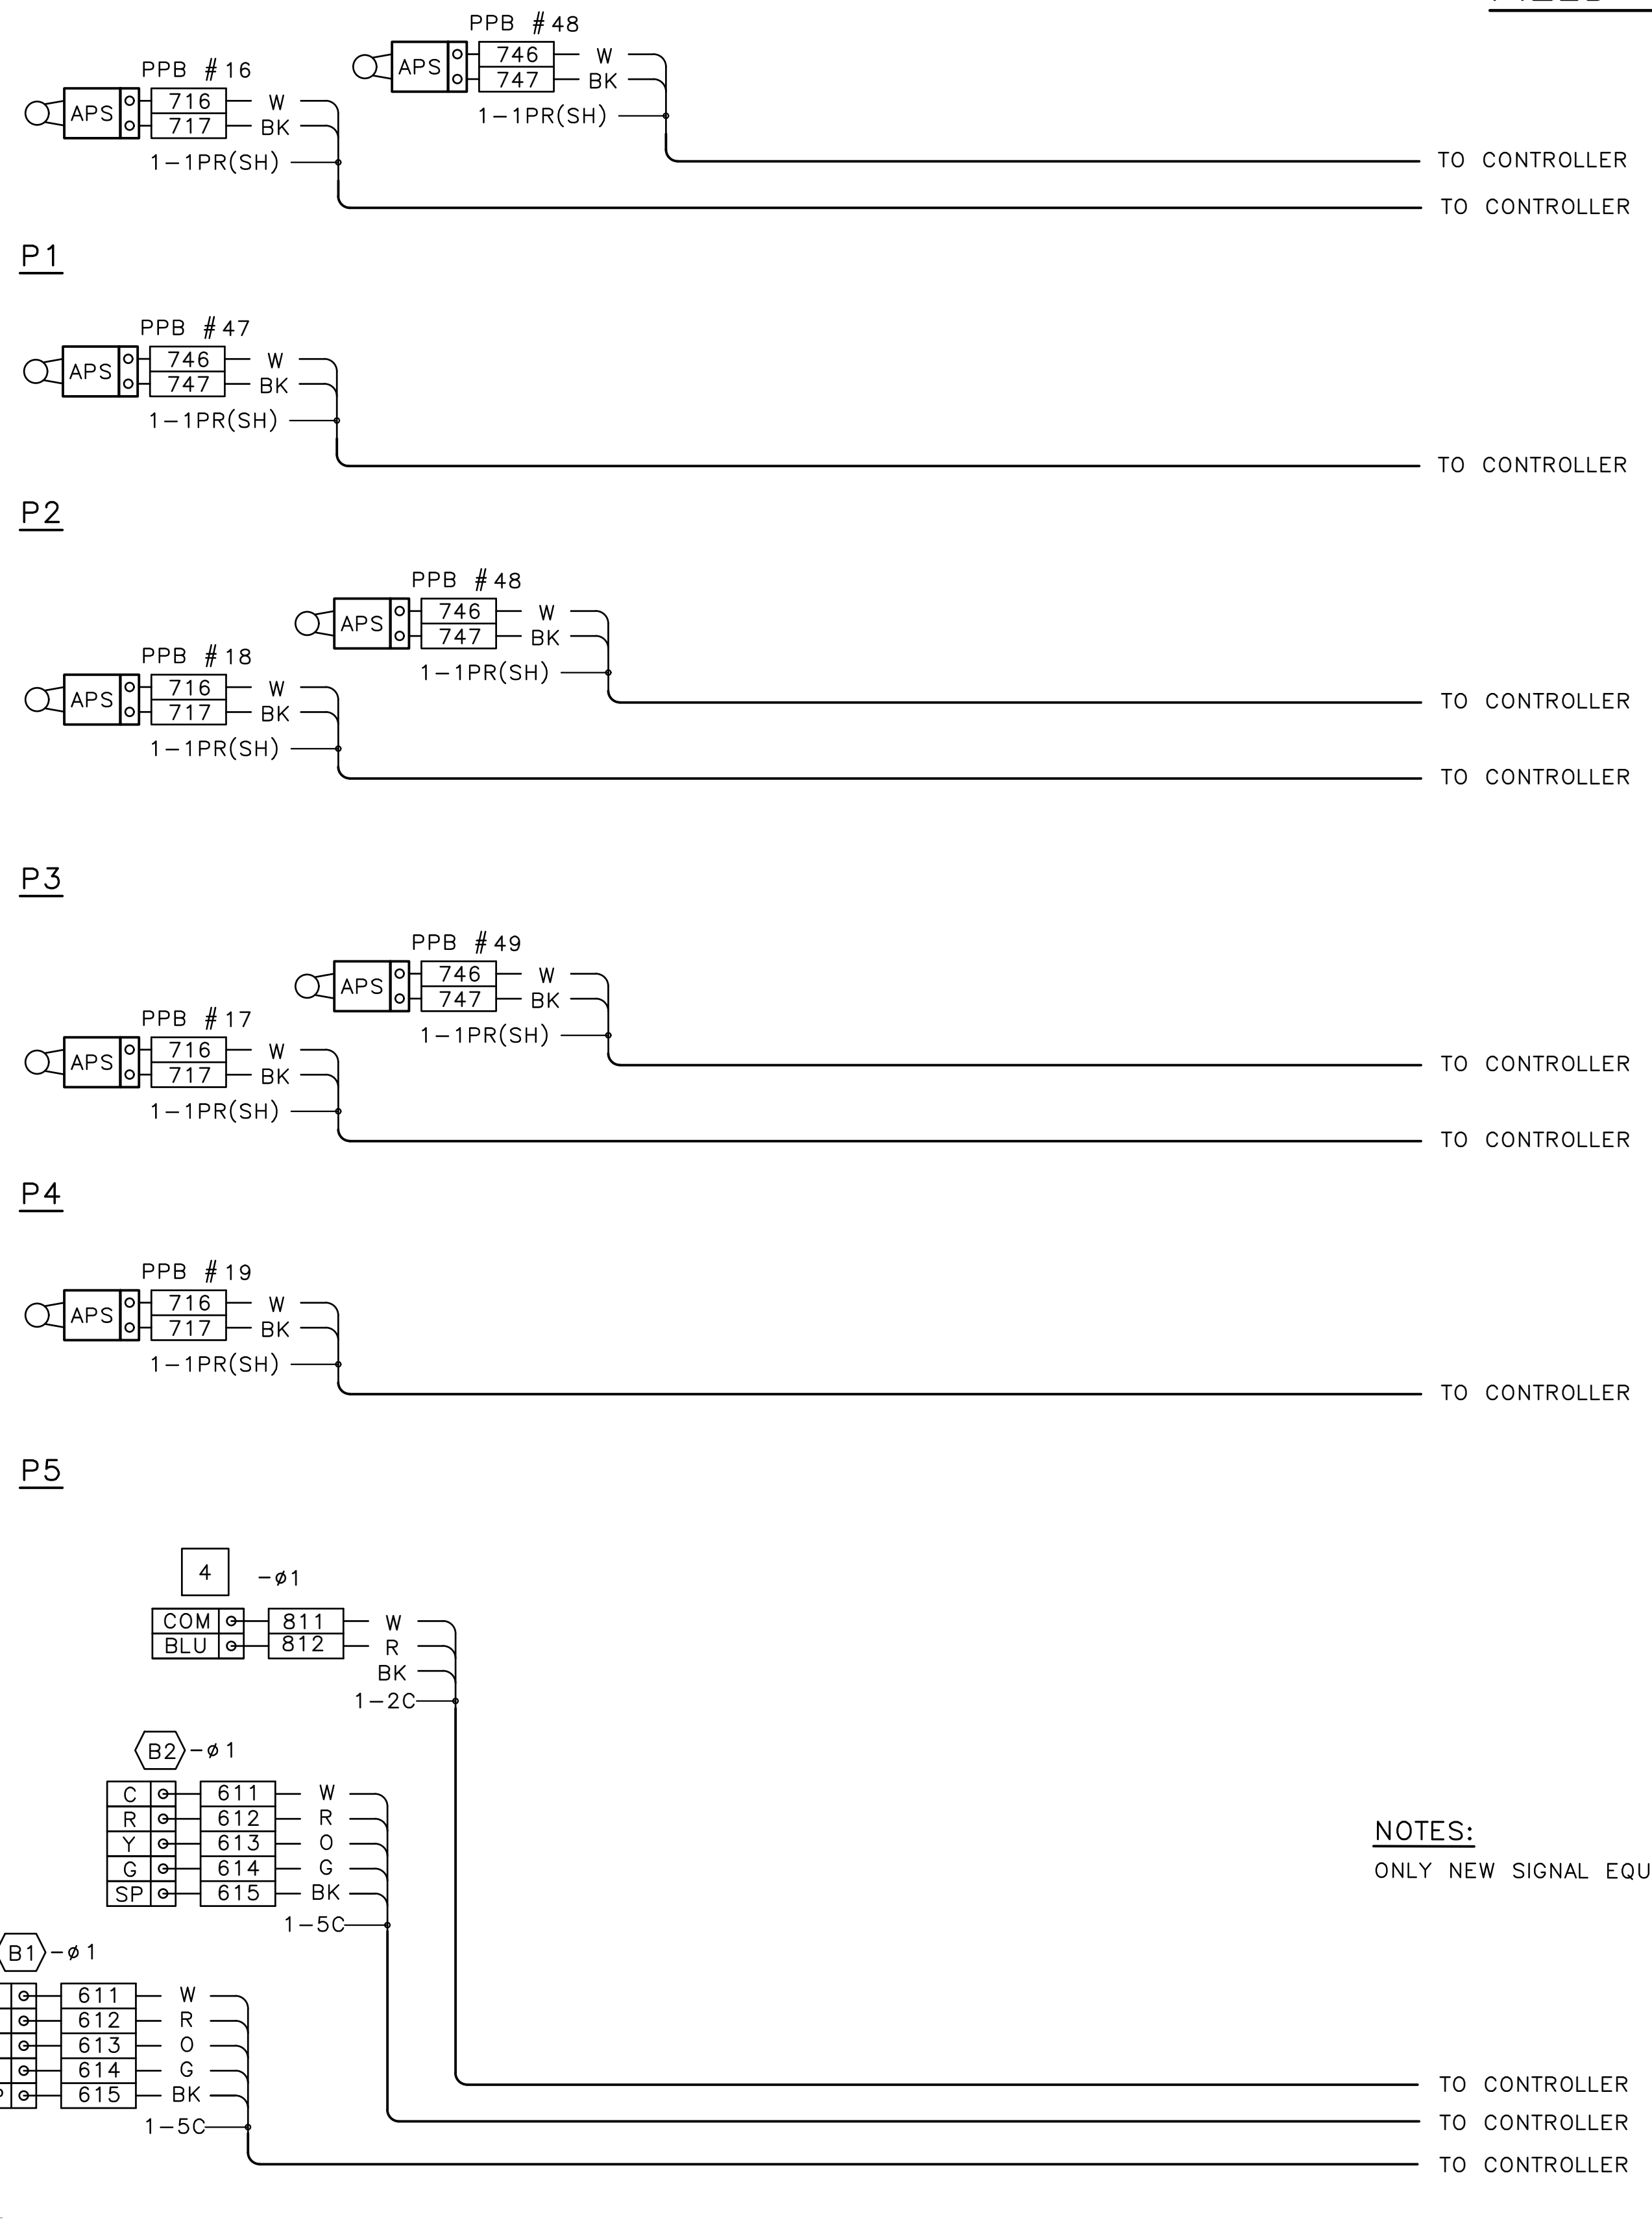 PPB #48
APS 746 W
747 BK
1-1PR(SH)
TO CONTROLLER
PPB #16
APS 716 W
717 BK
1-1PR(SH)
TO CONTROLLER
P1
PPB #47
APS 746 W
747 BK
1-1PR(SH)
TO CONTROLLER
P2
PPB #48
APS 746 W
747 BK
1-1PR(SH)
TO CONTROLLER
PPB #18
APS 716 W
717 BK
1-1PR(SH)
TO CONTROLLER
P3
PPB #49
APS 746 W
747 BK
1-1PR(SH)
TO CONTROLLER
PPB #17
APS 716 W
717 BK
1-1PR(SH)
TO CONTROLLER
P4
PPB #19
APS 716 W
717 BK
1-1PR(SH)
TO CONTROLLER
P5
4 -ø1
COM 811 W
BLU 812 R
BK
1-2C
B2 -ø1
C 611 W
R 612 R
Y 613 O
G 614 G
SP 615 BK
1-5C
NOTES:
ONLY NEW SIGNAL EQU
B1 -ø1
611 W
612 R
613 O
614 G
615 BK
1-5C
TO CONTROLLER
TO CONTROLLER
TO CONTROLLER